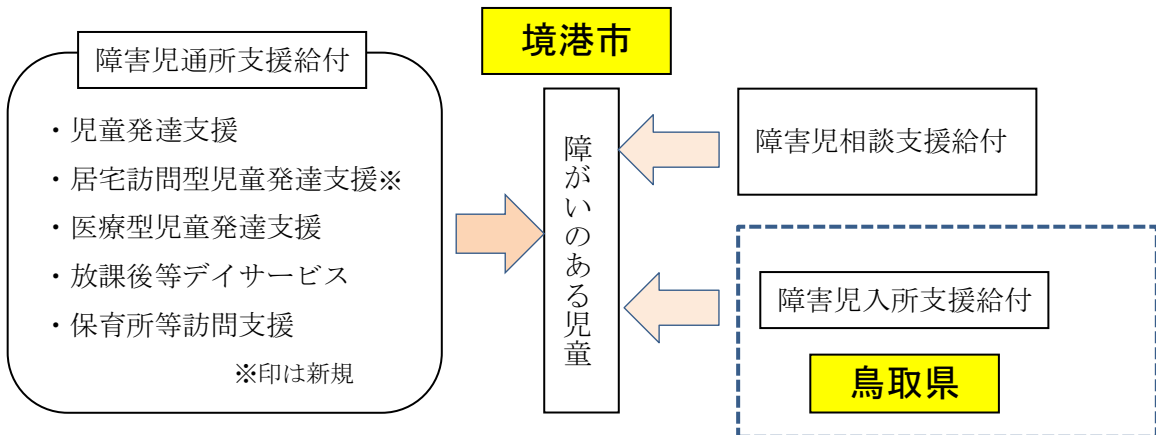 境港市
障害児通所支援給付
・児童発達支援
・居宅訪問型児童発達支援※
・医療型児童発達支援
・放課後等デイサービス
・保育所等訪問支援
※印は新規
障がいのある児童
障害児相談支援給付
障害児入所支援給付
鳥取県